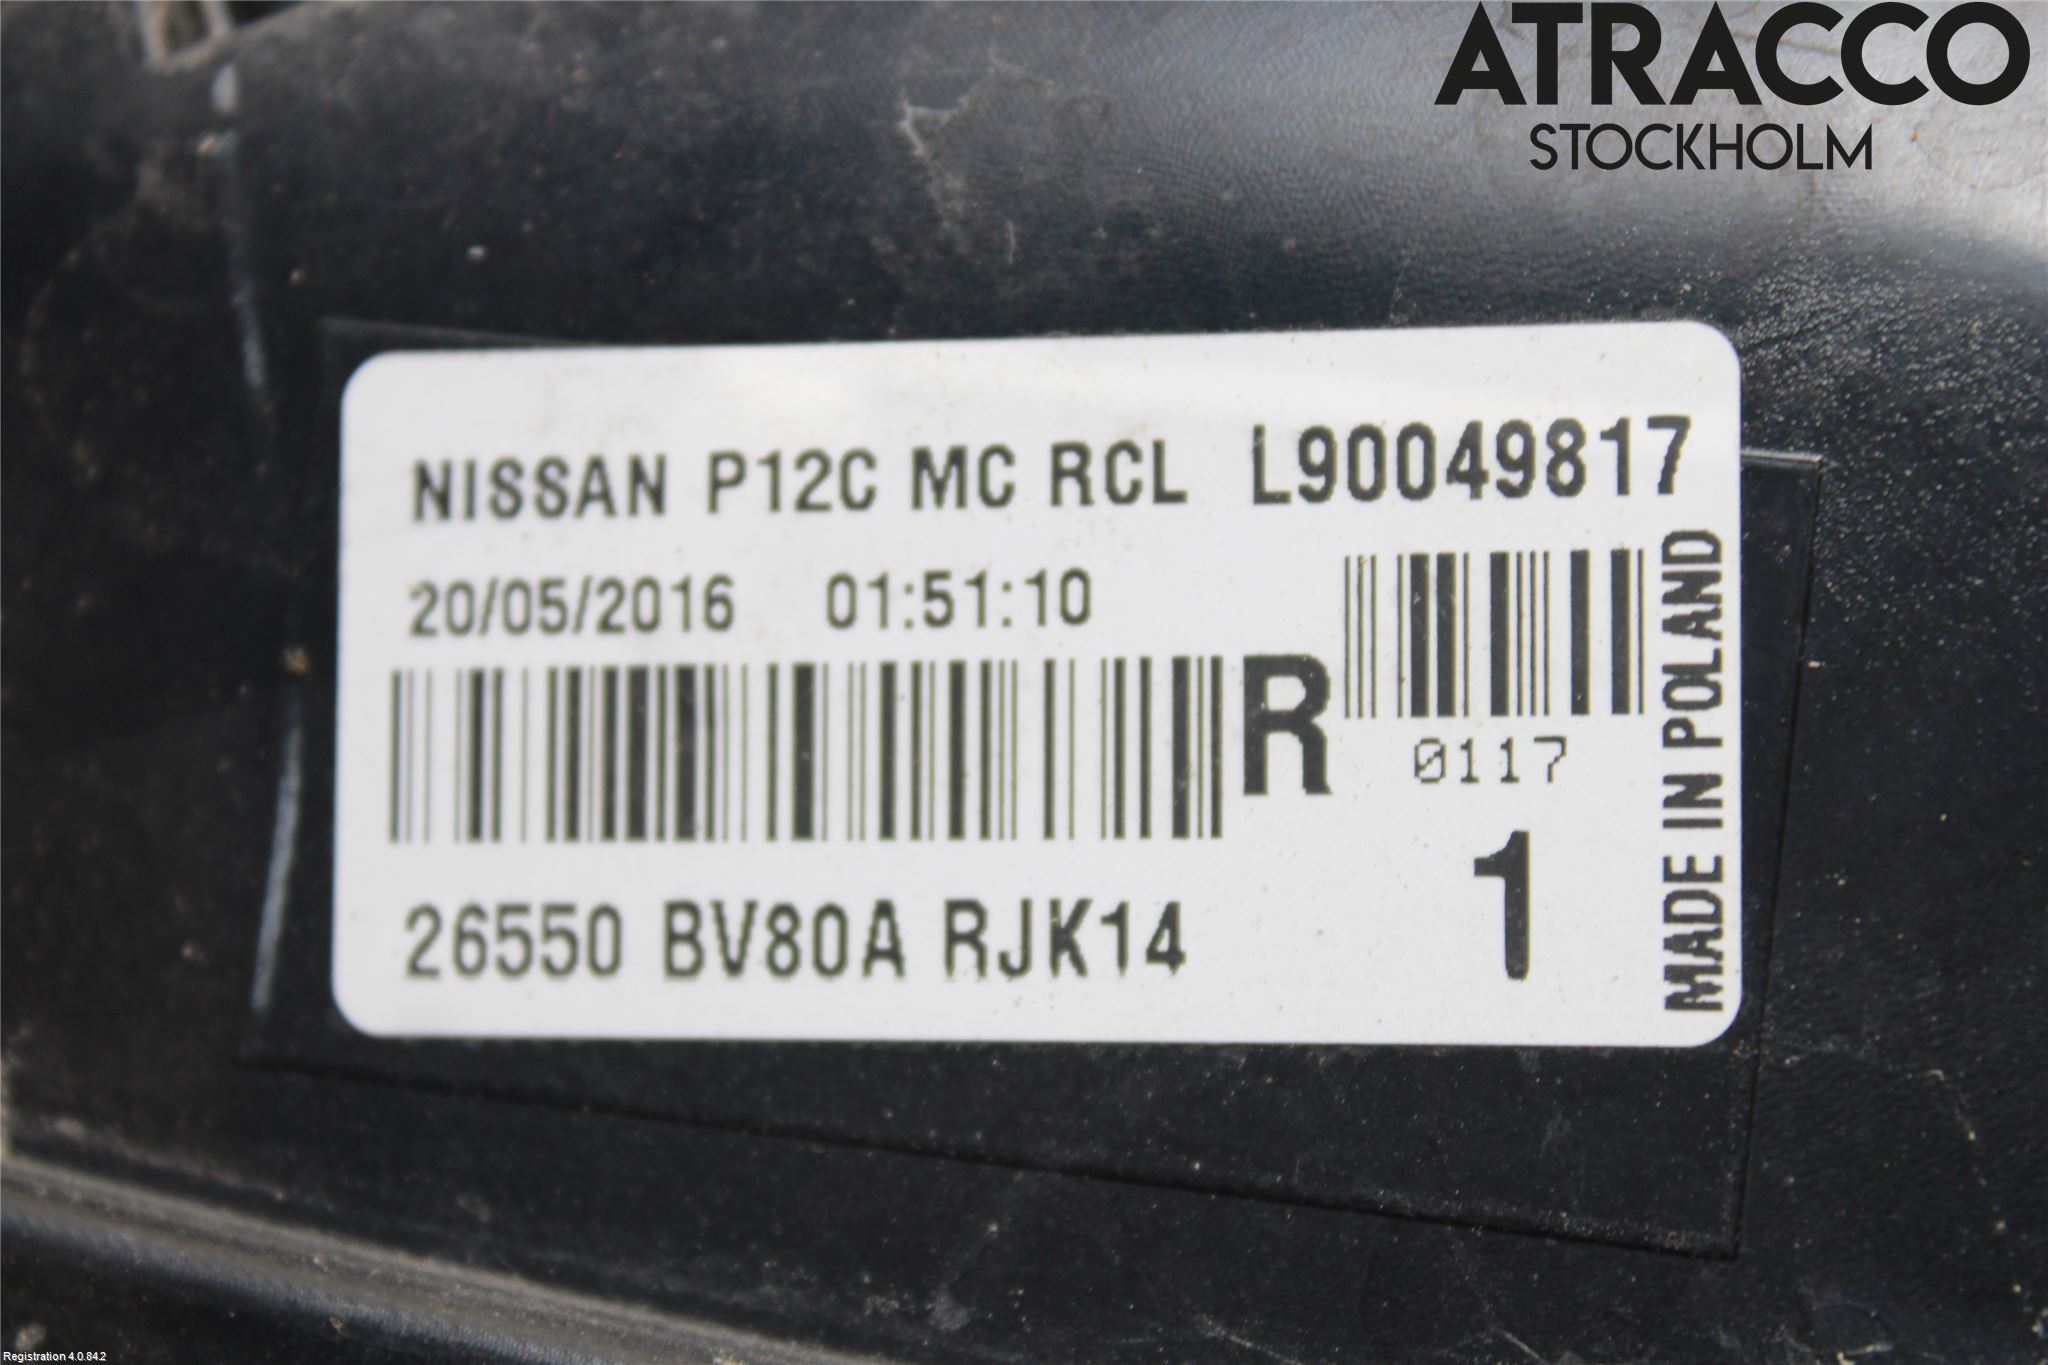 ATRACCO
STOCKHOLM
NISSAN P12C MC RCL L90049817
20/05/2016 01:51:10
R
0117
1
26550 BV80A RJK14
MADE IN POLAND
Registration 4.0.84.2